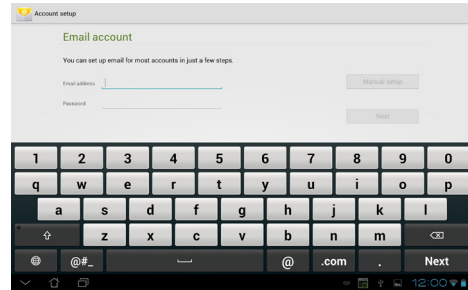 Account setup
Email account
You can set up email for most accounts in just a few steps.
Email address
Manual setup
Password
Next
1 2 3 4 5 6 7 8 9 0
q w e r t y u i o p
a s d f g h j k l
z x c v b n m
@#_ @ .com . Next
12:00